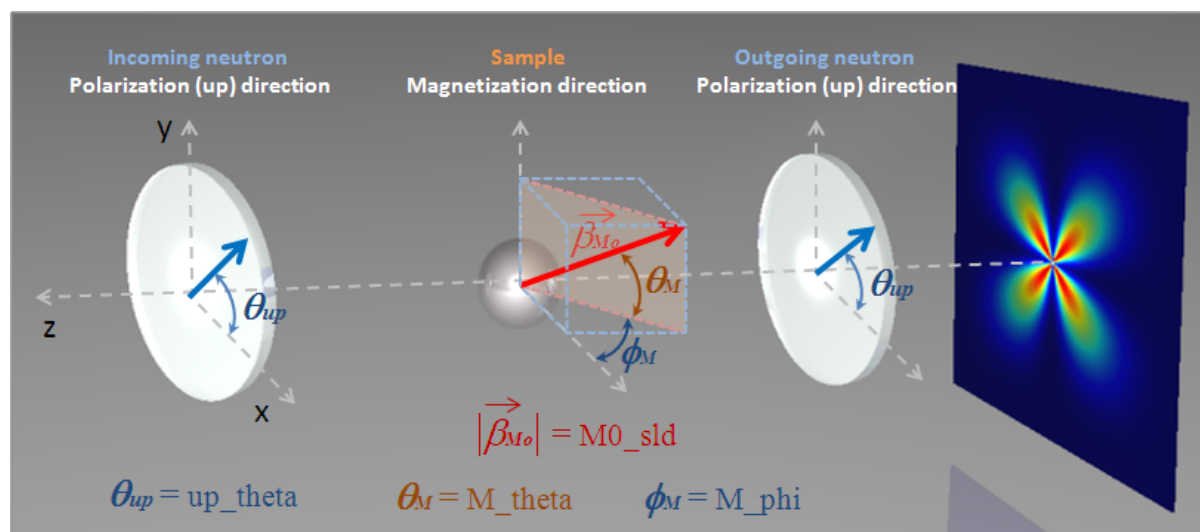 Incoming neutron
Polarization (up) direction
Sample
Magnetization direction
Outgoing neutron
Polarization (up) direction
y
z
x
θup
βMo
θM
ϕM
θup
|βMo| = M0_sld
θup = up_theta
θM = M_theta
ϕM = M_phi